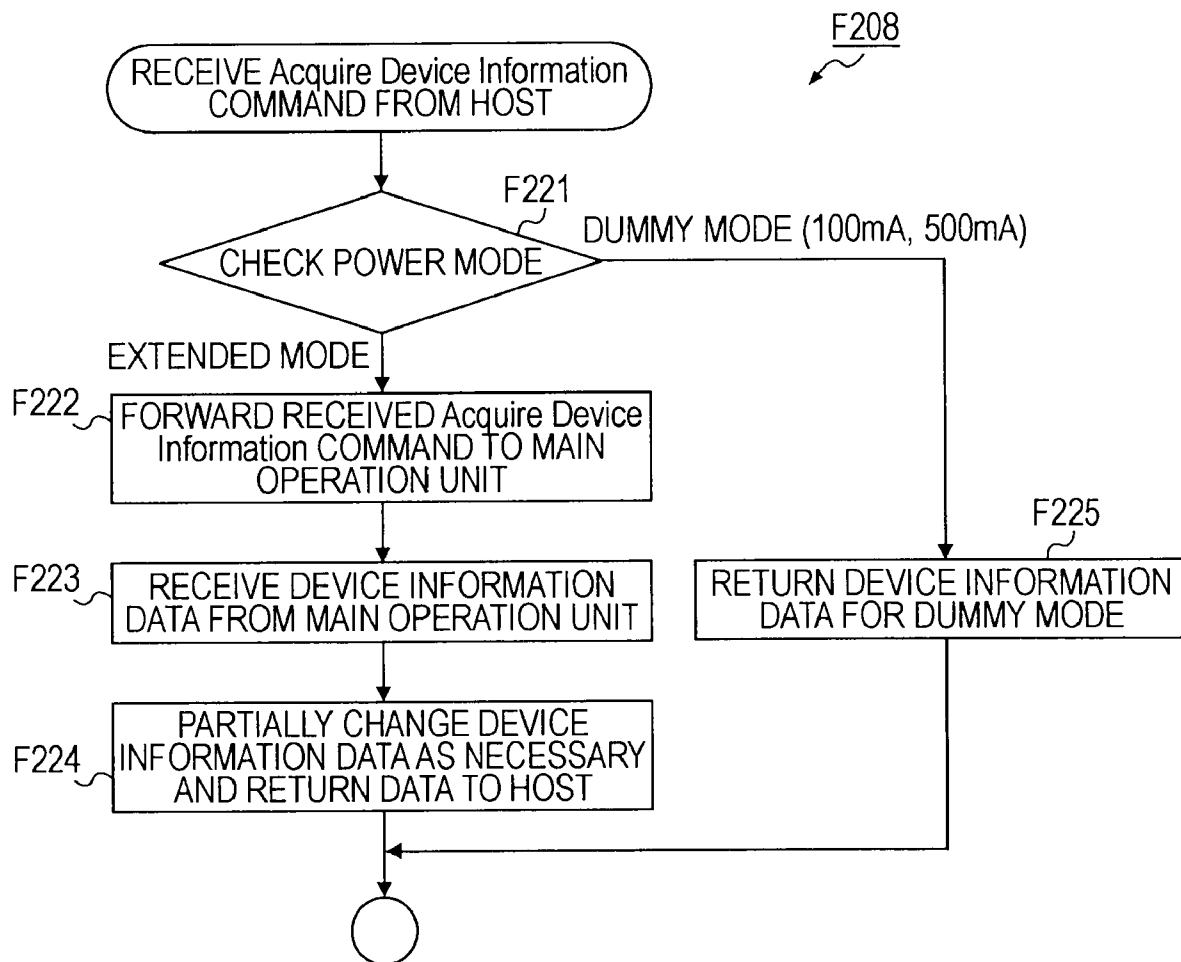 F208
RECEIVE Acquire Device Information
COMMAND FROM HOST
F221
DUMMY MODE (100mA, 500mA)
CHECK POWER MODE
EXTENDED MODE
F222
FORWARD RECEIVED Acquire Device
Information COMMAND TO MAIN
OPERATION UNIT
F225
F223
RECEIVE DEVICE INFORMATION
DATA FROM MAIN OPERATION UNIT
RETURN DEVICE INFORMATION
DATA FOR DUMMY MODE
F224
PARTIALLY CHANGE DEVICE
INFORMATION DATA AS NECESSARY
AND RETURN DATA TO HOST